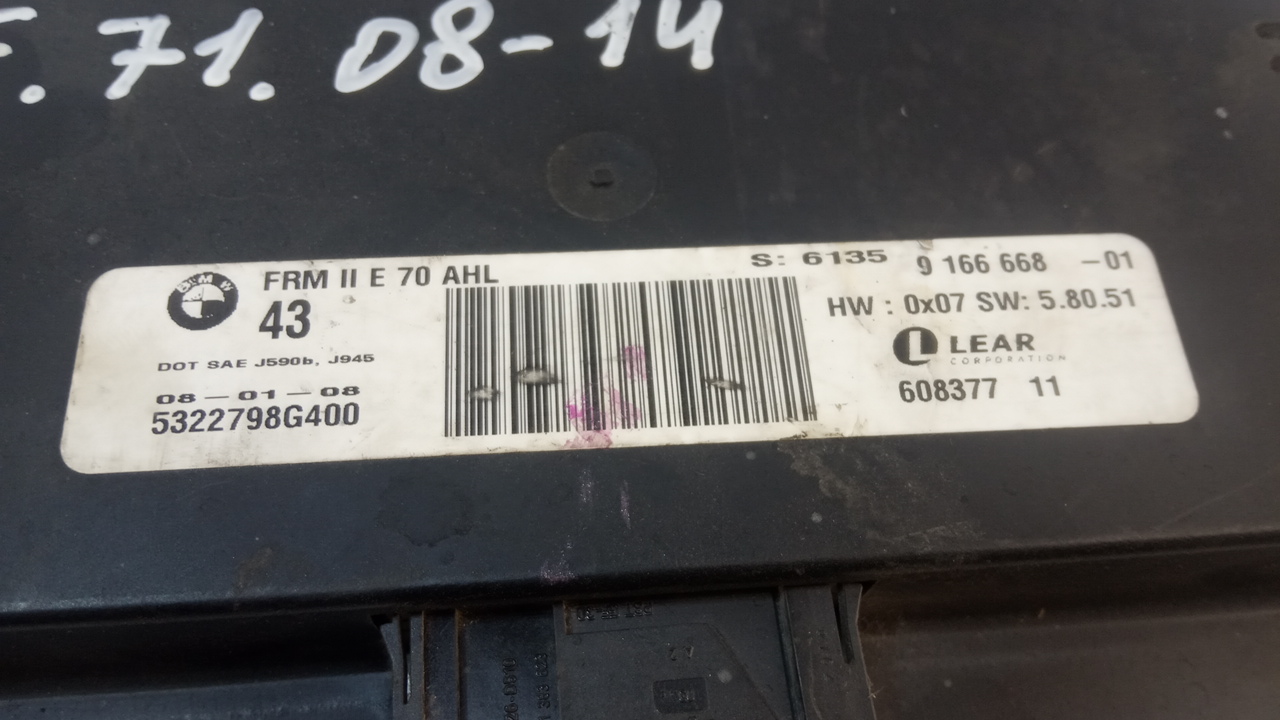 . 71. 08-14
BMW
FRM II E 70 AHL
43
DOT SAE J590b, J945
08-01-08
5322798G400
S: 6135 9 166 668 -01
HW : 0x07 SW: 5.80.51
L LEAR
CORPORATION
608377 11